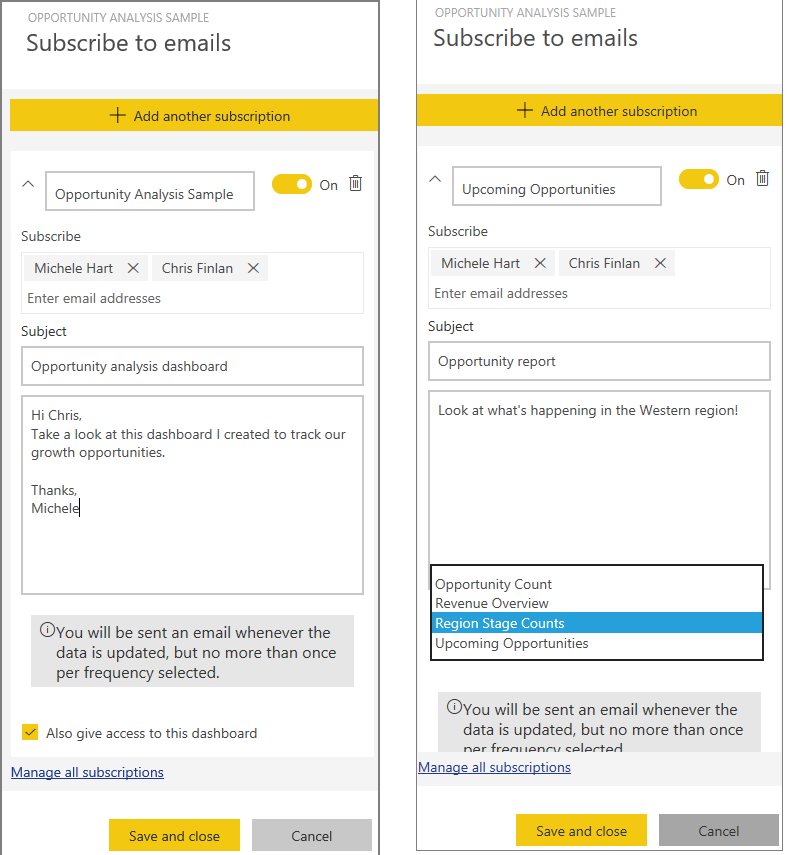 OPPORTUNITY ANALYSIS SAMPLE
Subscribe to emails
Add another subscription
Opportunity Analysis Sample
On
Subscribe
Michele Hart
Chris Finlan
Enter email addresses
Subject
Opportunity analysis dashboard
Hi Chris,
Take a look at this dashboard I created to track our
growth opportunities.
Thanks,
Michele
You will be sent an email whenever the
data is updated, but no more than once
per frequency selected.
Also give access to this dashboard
Manage all subscriptions
Save and close
Cancel
OPPORTUNITY ANALYSIS SAMPLE
Subscribe to emails
Add another subscription
Upcoming Opportunities
On
Subscribe
Michele Hart
Chris Finlan
Enter email addresses
Subject
Opportunity report
Look at what's happening in the Western region!
Opportunity Count
Revenue Overview
Region Stage Counts
Upcoming Opportunities
You will be sent an email whenever the
data is updated, but no more than once
per frequency selected.
Manage all subscriptions
Save and close
Cancel